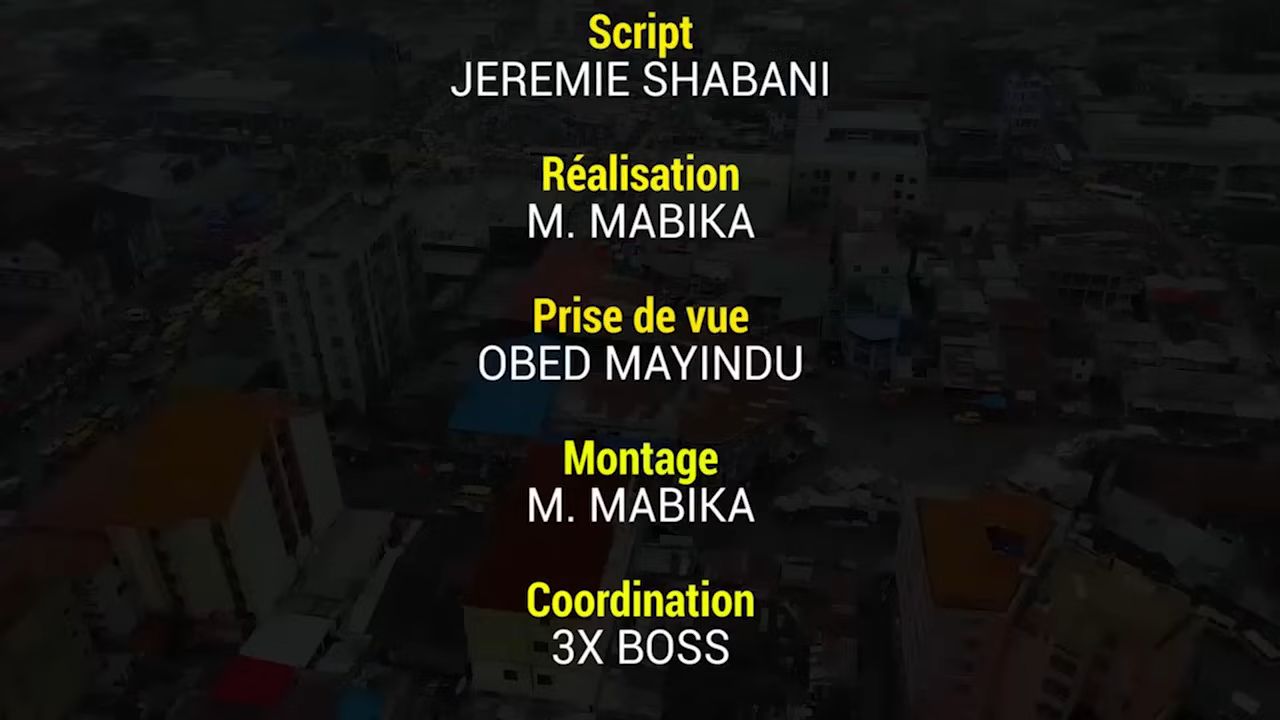 Script
JEREMIE SHABANI
Réalisation
M. MABIKA
Prise de vue
OBED MAYINDU
Montage
M. MABIKA
Coordination
3X BOSS